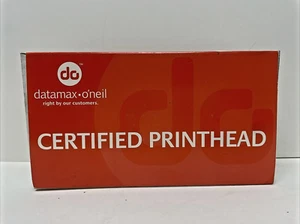 do
datamax•o'neil
right by our customers.
CERTIFIED PRINTHEAD